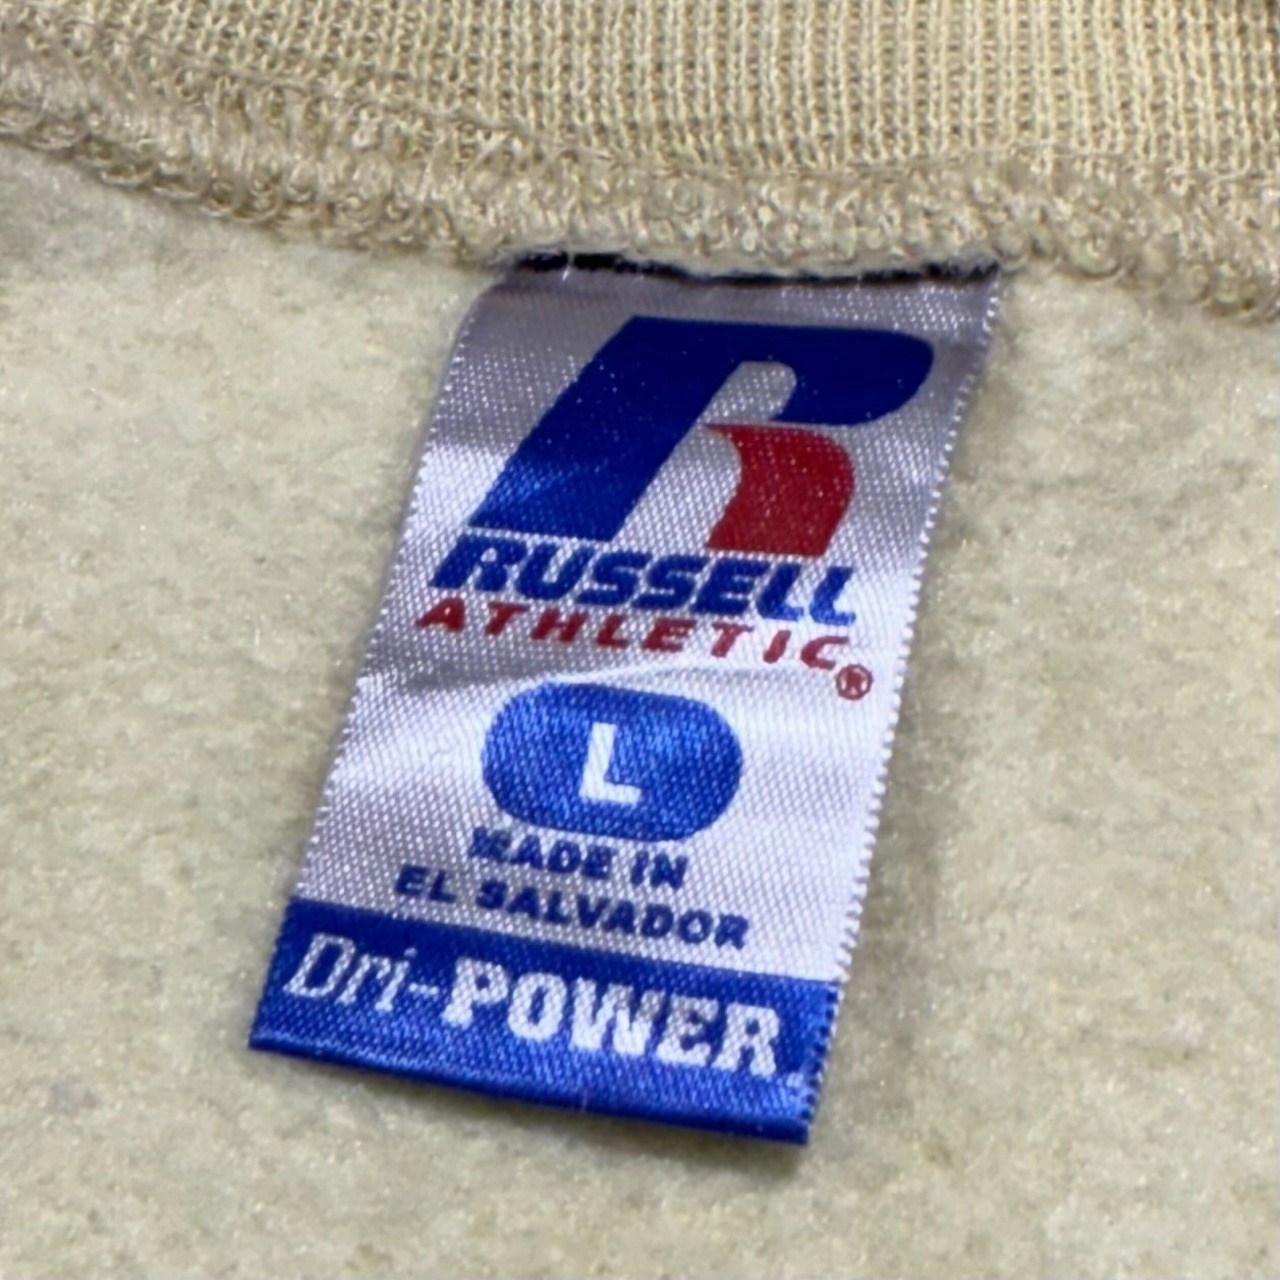 RUSSELL
ATHLETIC®
L
MADE IN
EL SALVADOR
Dri-POWER